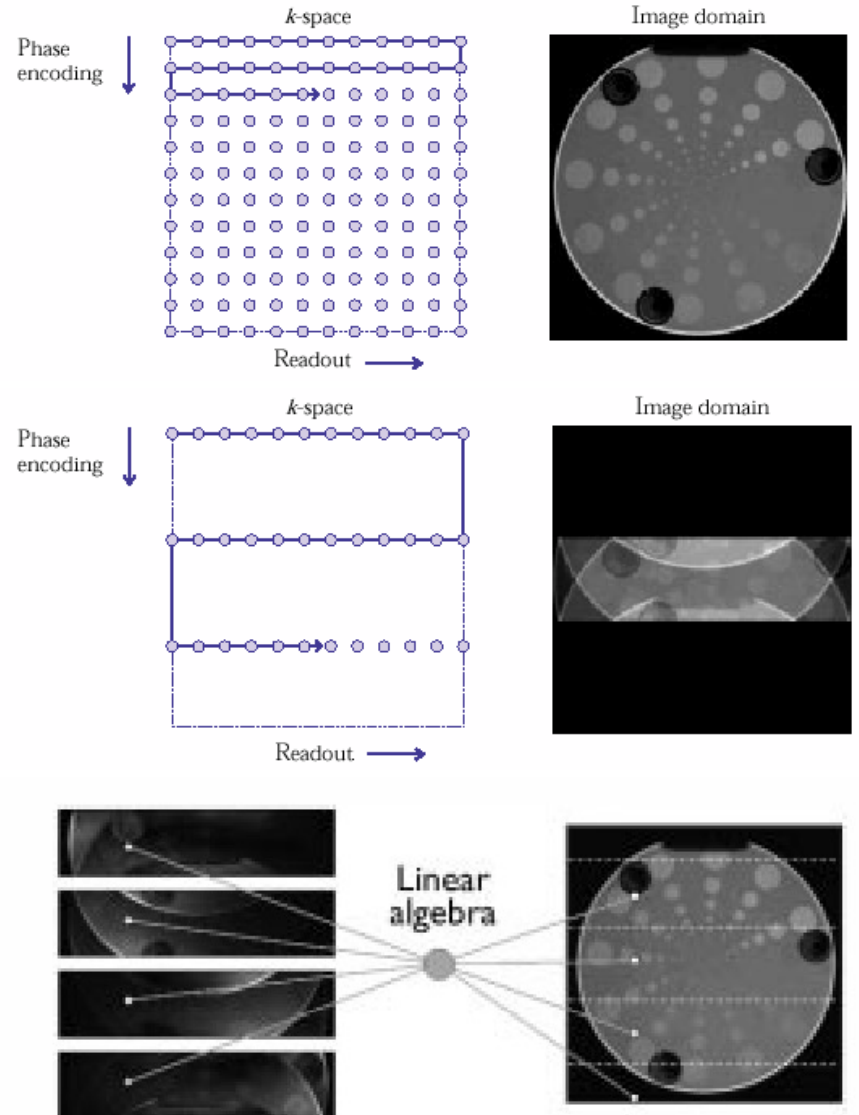 k-space
Image domain
Phase
encoding
Readout
k-space
Image domain
Phase
encoding
Readout
Linear
algebra